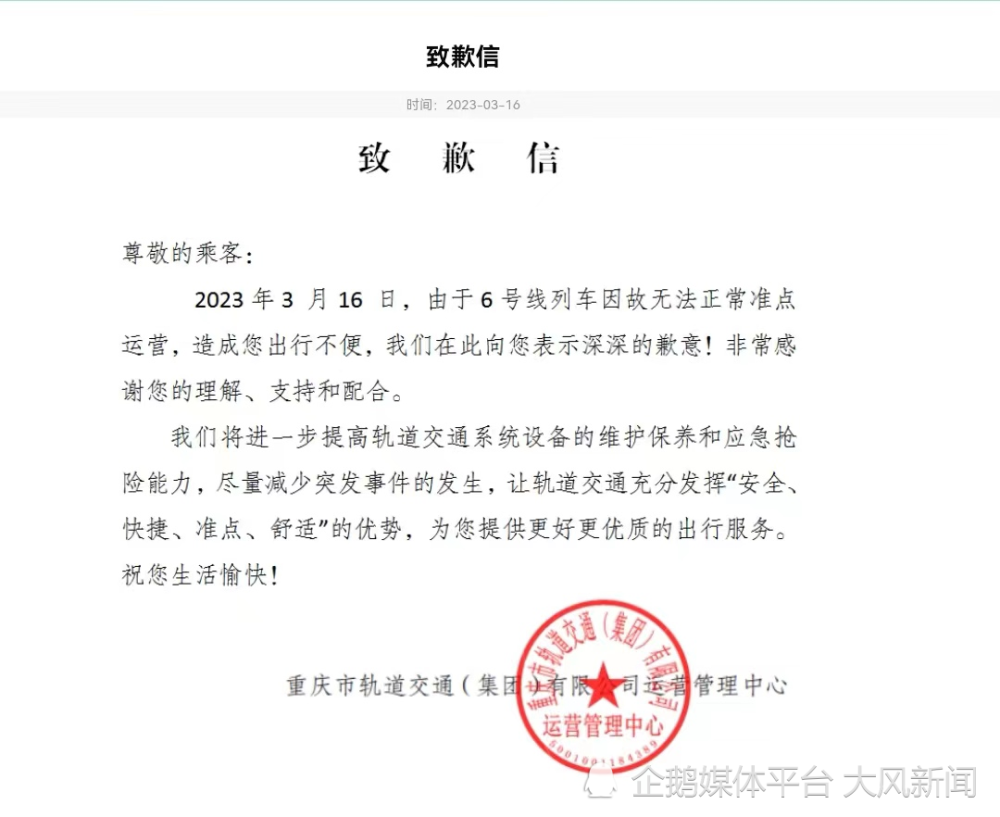 致歉信
时间：2023-03-16
致 歉 信
尊敬的乘客：
2023 年 3 月 16 日，由于 6 号线列车因故无法正常准点
运营，造成您出行不便，我们在此向您表示深深的歉意！非常感
谢您的理解、支持和配合。
我们将进一步提高轨道交通系统设备的维护保养和应急抢
险能力，尽量减少突发事件的发生，让轨道交通充分发挥“安全、
快捷、准点、舒适”的优势，为您提供更好更优质的出行服务。
祝您生活愉快！
重庆市轨道交通（集团）有限公司
重庆市轨道交通（集团）有限公司运营管理中心
运营管理中心
企鹅媒体平台 大风新闻